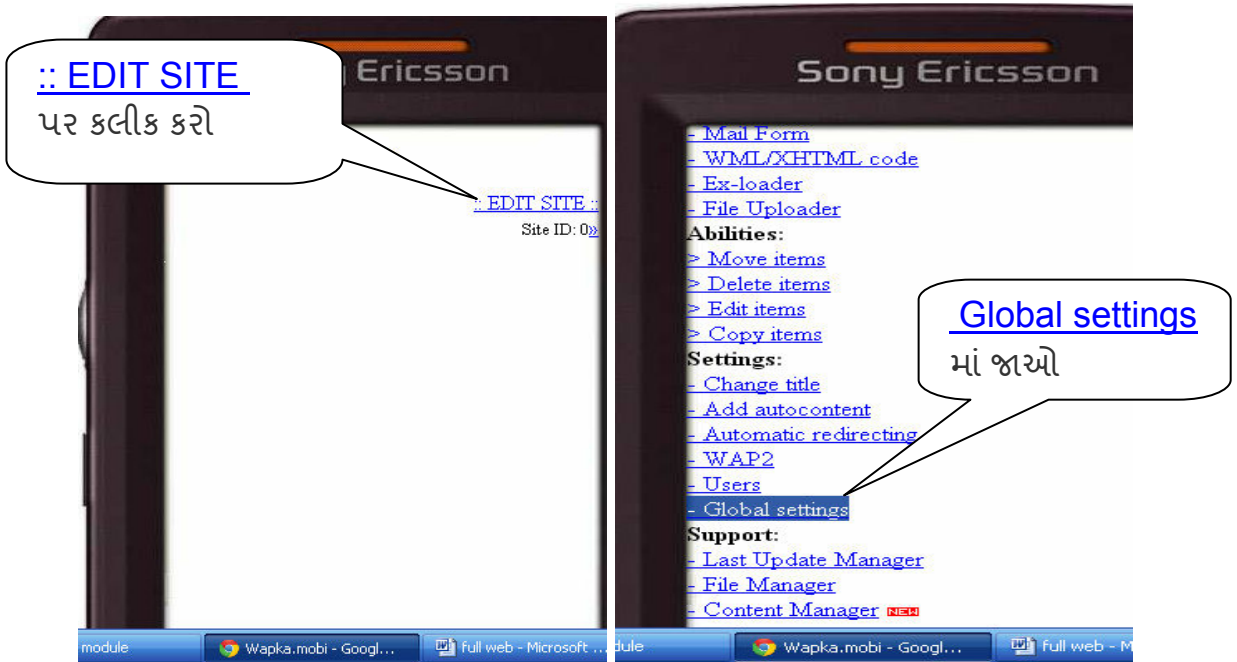 :: EDIT SITE
પર કલીક કરો
Ericsson
:: EDIT SITE ::
Site ID: 0»
module
Wapka.mobi - Googl...
full web - Microsoft ...
Sony Ericsson
- Mail Form
- WML/XHTML code
- Ex-loader
- File Uploader
Abilities:
> Move items
> Delete items
> Edit items
> Copy items
Settings:
- Change title
- Add autocontent
- Automatic redirecting
- WAP2
- Users
- Global settings
Support:
- Last Update Manager
- File Manager
- Content Manager NEW
Global settings
માં જાઓ
dule
Wapka.mobi - Googl...
full web - M